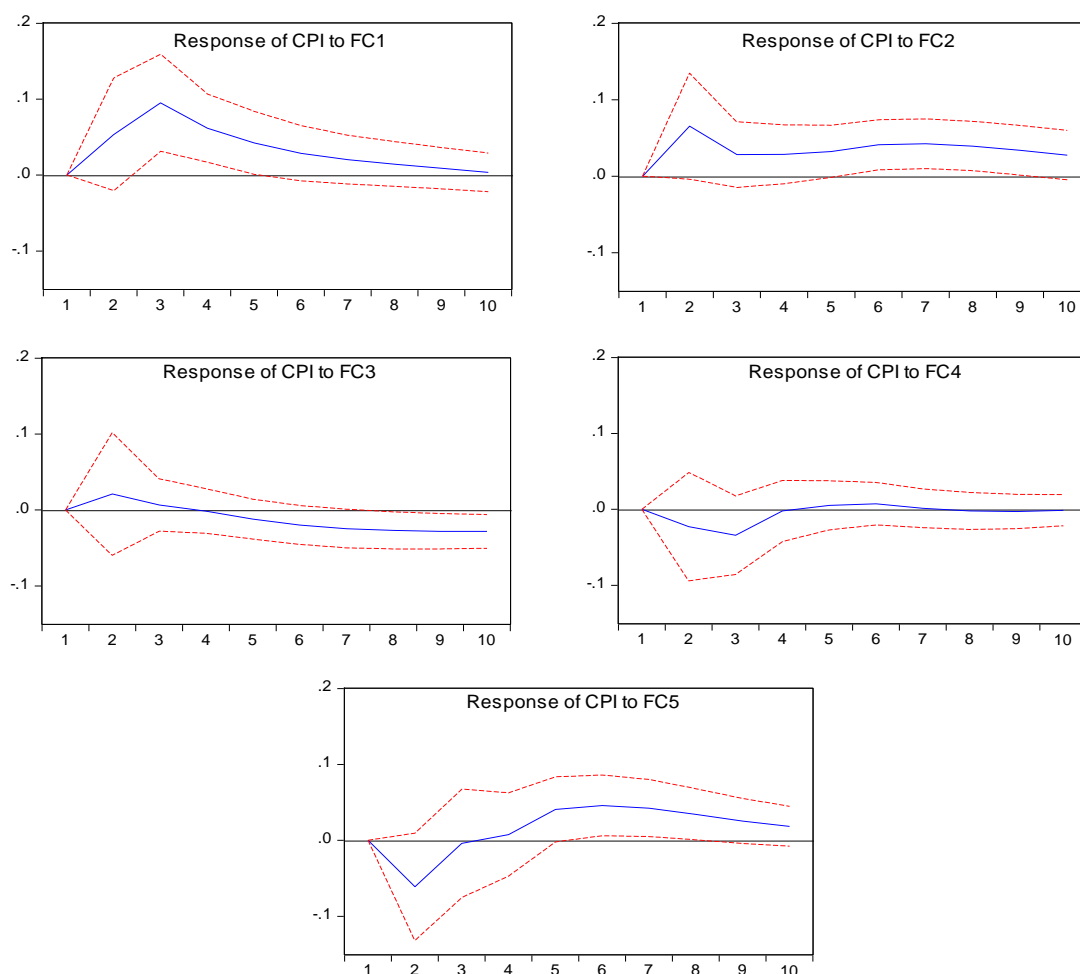 Response of CPI to FC1
.2
.1
.0
-.1
1 2 3 4 5 6 7 8 9 10
Response of CPI to FC2
.2
.1
.0
-.1
1 2 3 4 5 6 7 8 9 10
Response of CPI to FC3
.2
.1
.0
-.1
1 2 3 4 5 6 7 8 9 10
Response of CPI to FC4
.2
.1
.0
-.1
1 2 3 4 5 6 7 8 9 10
Response of CPI to FC5
.2
.1
.0
-.1
1 2 3 4 5 6 7 8 9 10